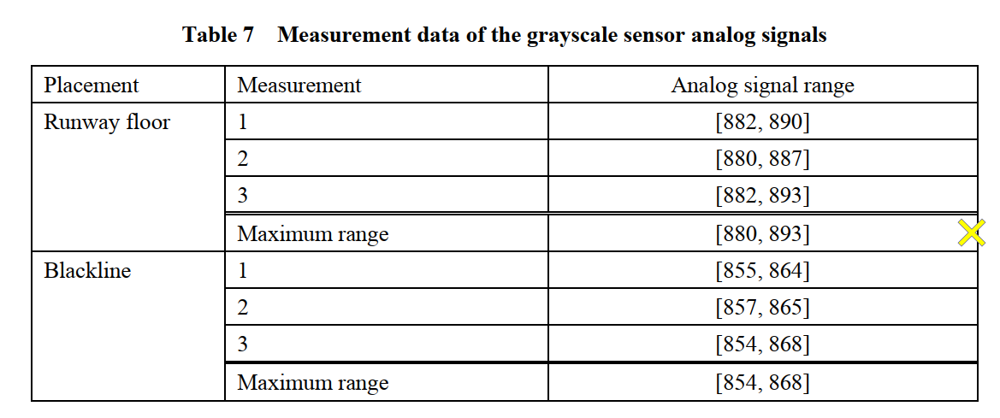 Table 7 Measurement data of the grayscale sensor analog signals
Placement Measurement Analog signal range
Runway floor 1 [882, 890]
2 [880, 887]
3 [882, 893]
Maximum range [880, 893]
Blackline 1 [855, 864]
2 [857, 865]
3 [854, 868]
Maximum range [854, 868]